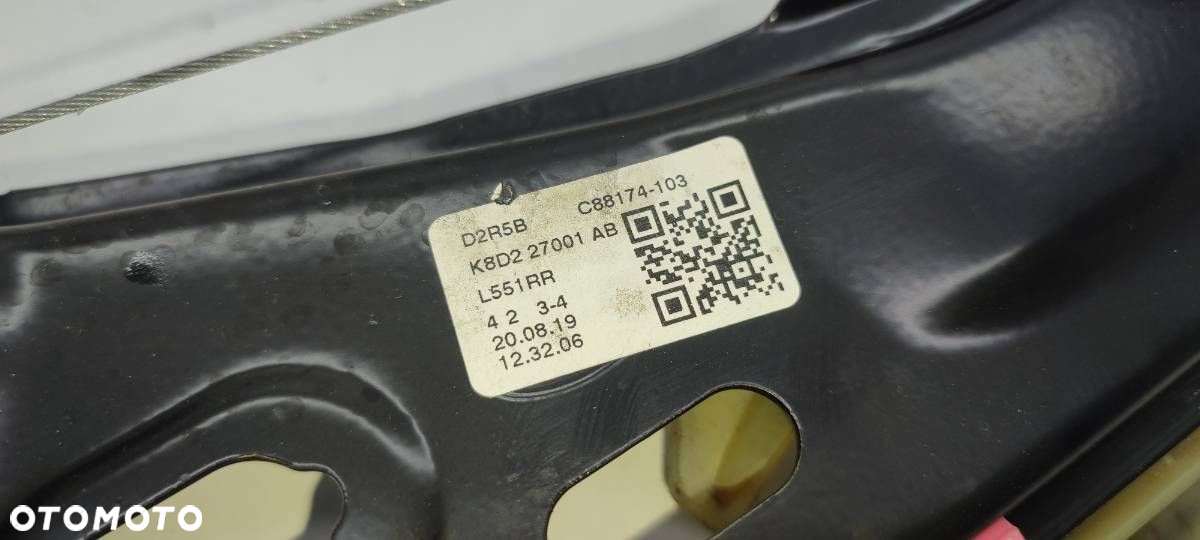 D2R5B C88174-103
K8D2 27001 AB
L551RR
4 2 3-4
20.08.19
12.32.06
OTOMOTO